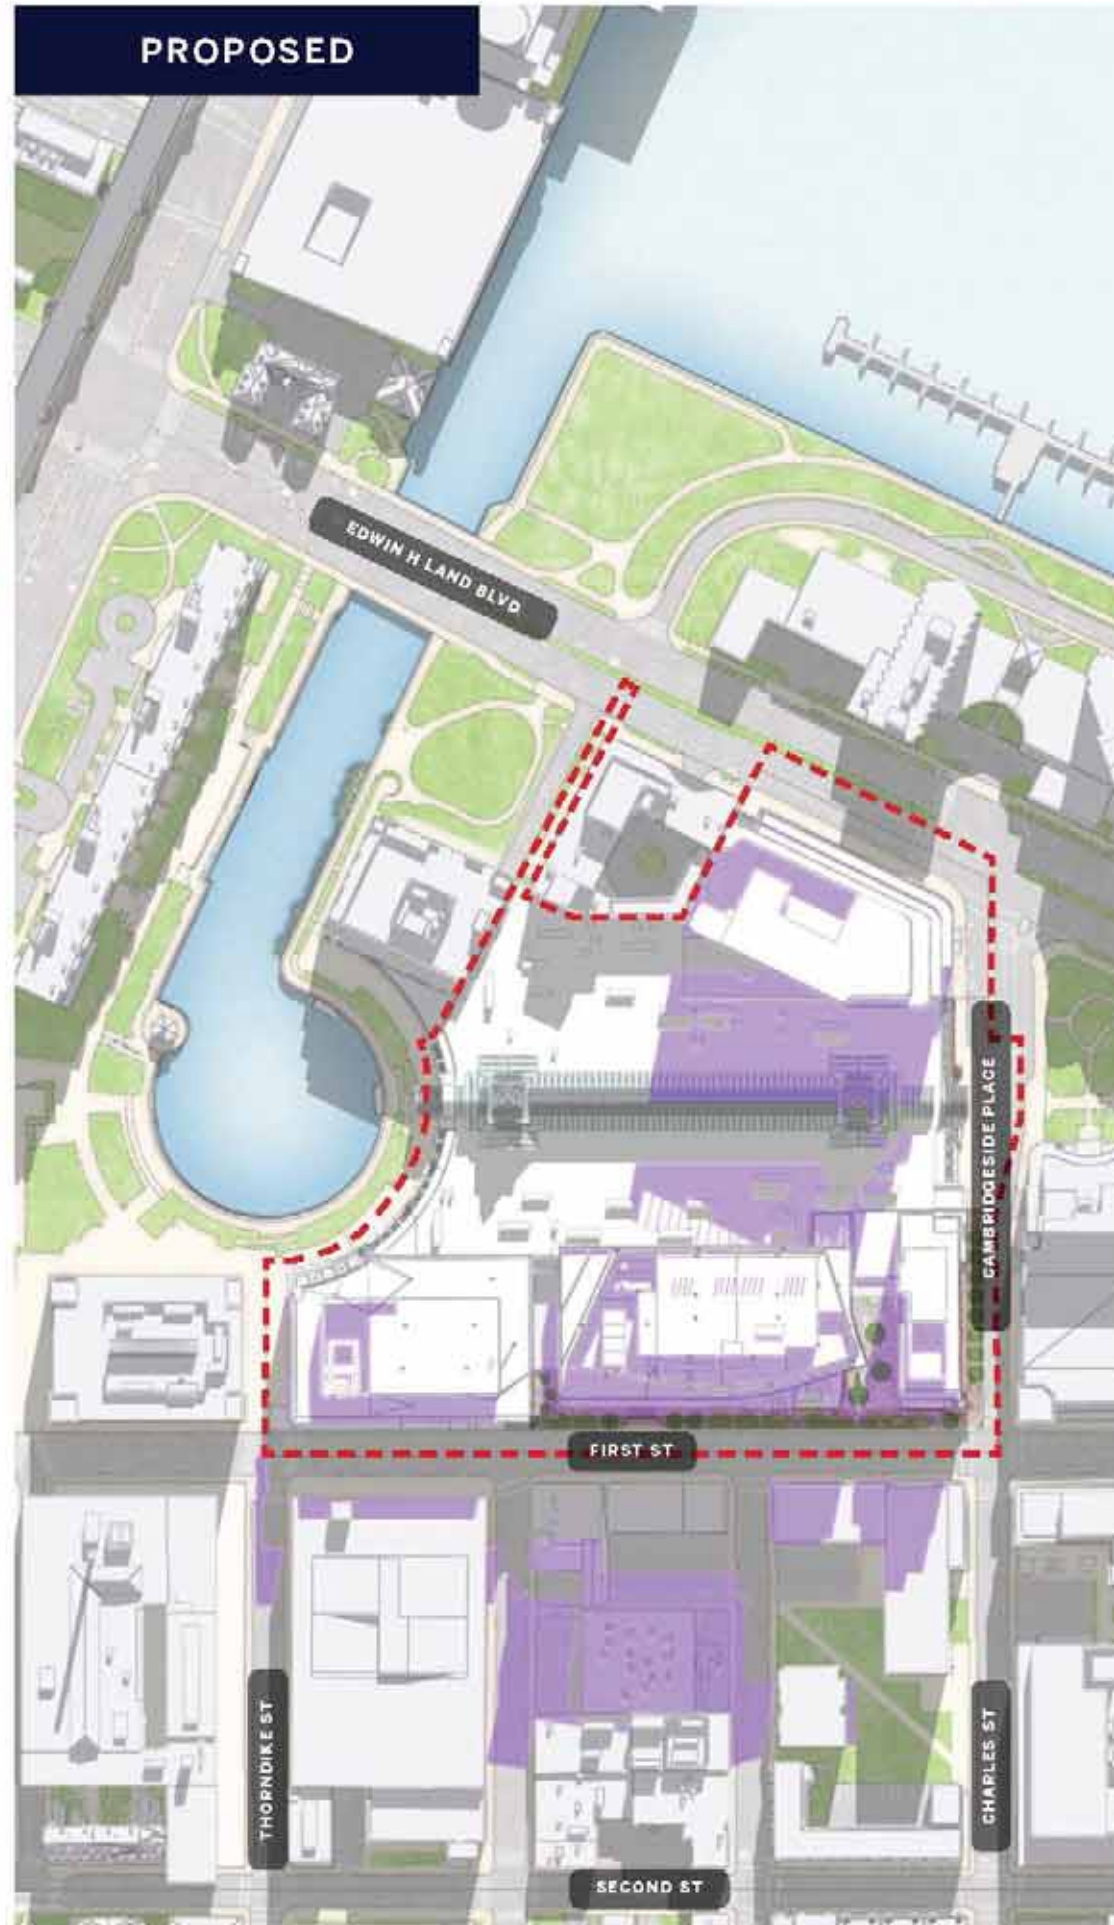 PROPOSED
EDWIN H LAND BLVD
CAMBRIDGESIDE PLACE
FIRST ST
THORNDIKE ST
CHARLES ST
SECOND ST